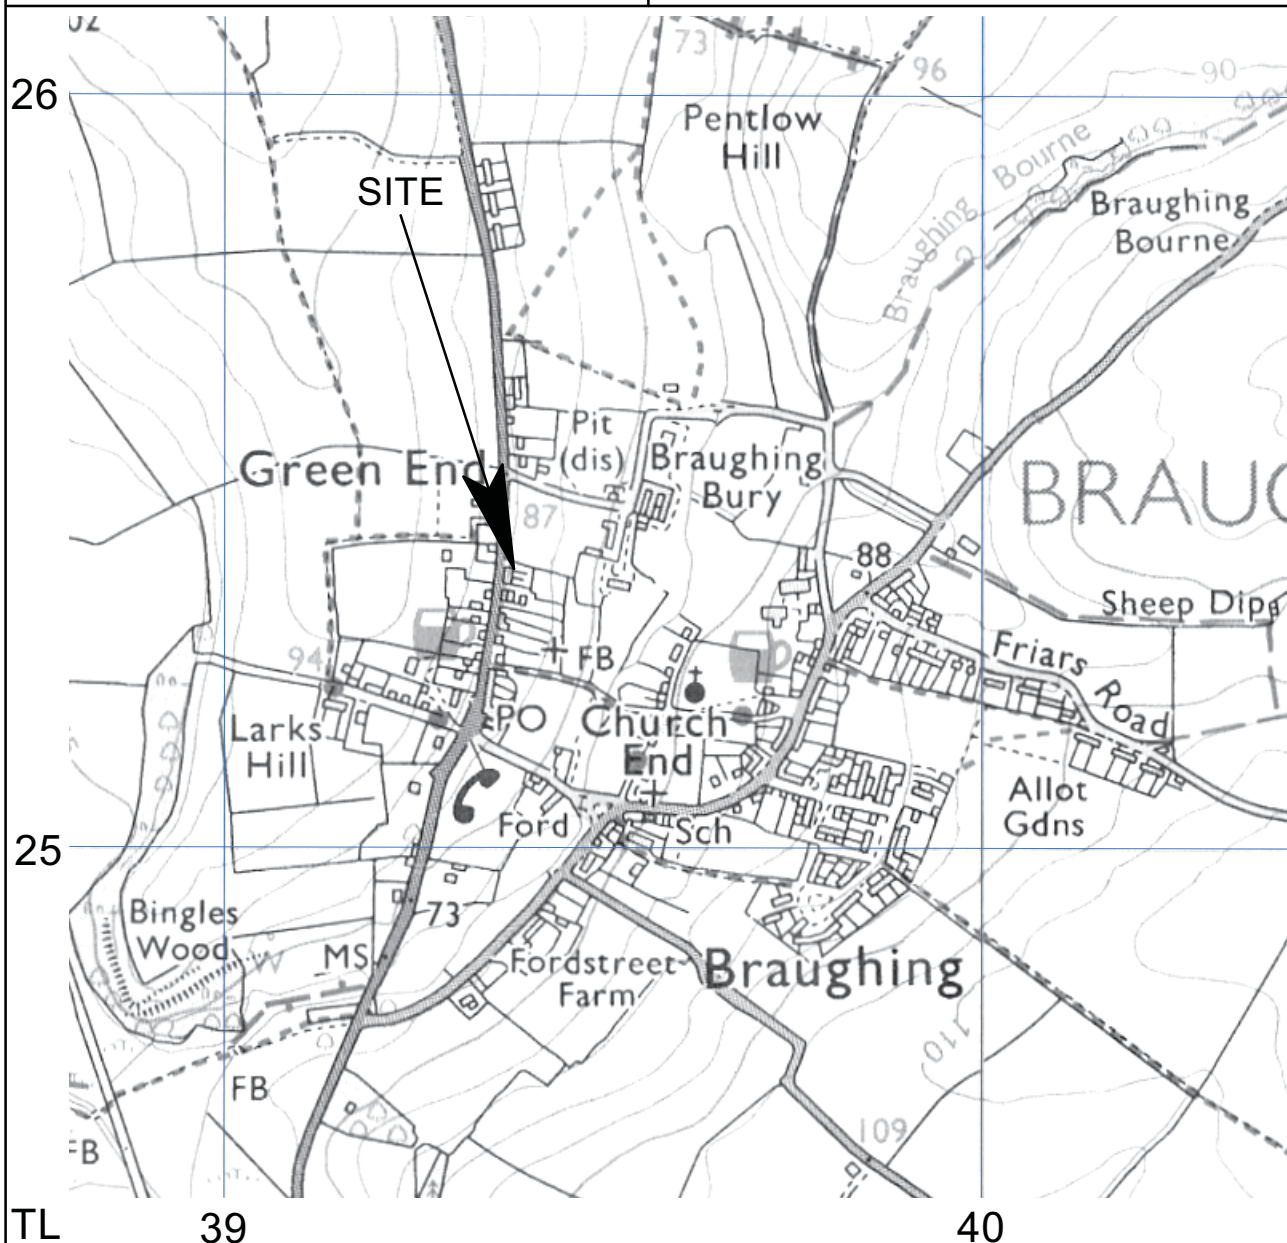 73
96
90
26
Pentlow
Hill
Braughing Bourne
SITE
Braughing
Bourne
Green End
Pit
(dis)
Braughing
Bury
87
88
Sheep Dip
94
FB
Friars Road
PO
Church
End
Larks
Hill
Ford
Sch
Allot
Gdns
25
Bingles
Wood
73
MS
Fordstreet
Farm
Braughing
110
FB
FB
109
TL
39
40